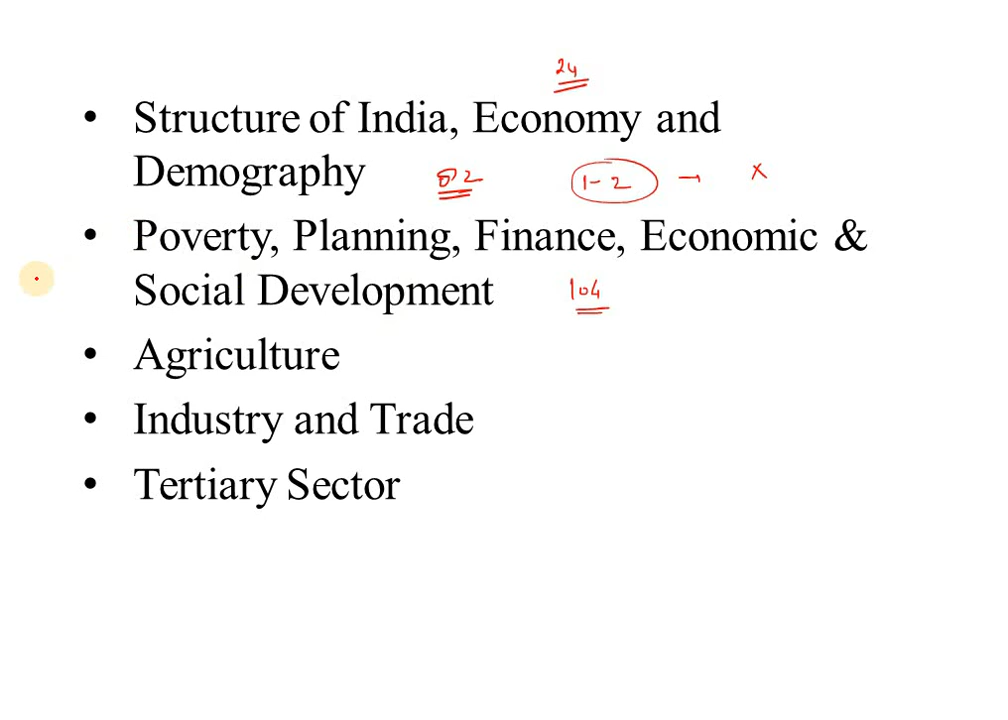 24
• Structure of India, Economy and
Demography 82 1-2 → x
• Poverty, Planning, Finance, Economic &
Social Development 104
• Agriculture
• Industry and Trade
• Tertiary Sector